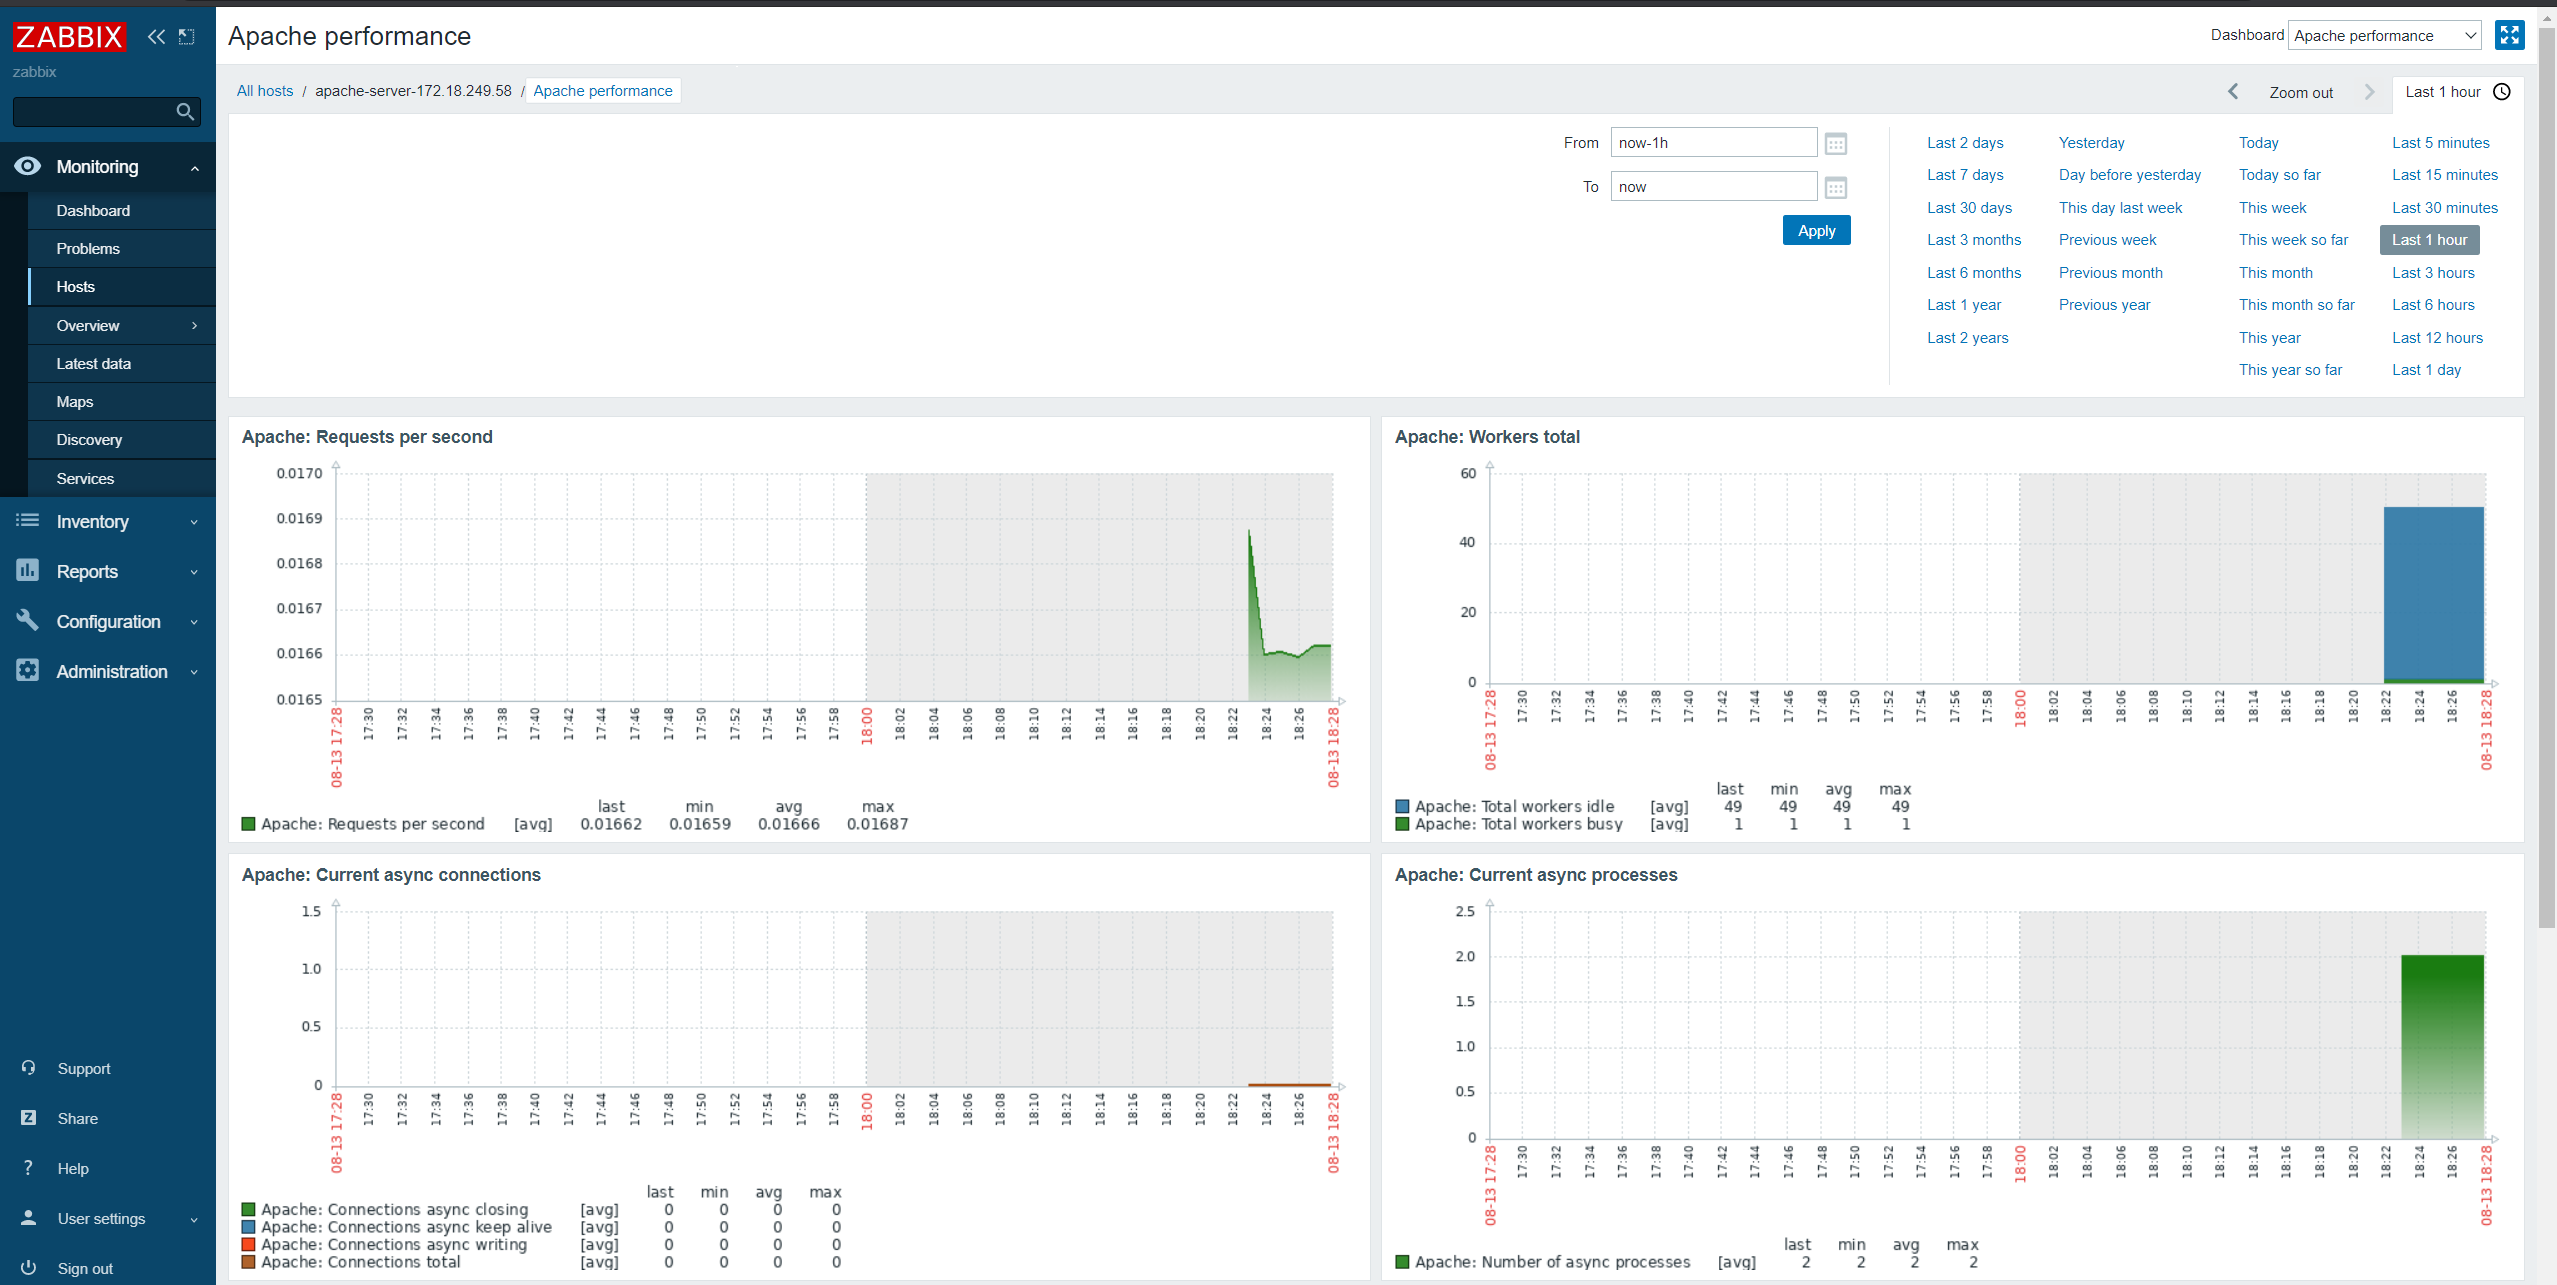 ZABBIX
zabbix
Monitoring
Dashboard
Problems
Hosts
Overview
Latest data
Maps
Discovery
Services
Inventory
Reports
Configuration
Administration
Support
Share
Help
User settings
Sign out
Apache performance
Dashboard Apache performance
All hosts / apache-server-172.18.249.58 / Apache performance
Zoom out
Last 1 hour
From now-1h
To now
Apply
Last 2 days Yesterday Today Last 5 minutes
Last 7 days Day before yesterday Today so far Last 15 minutes
Last 30 days This day last week This week Last 30 minutes
Last 3 months Previous week This week so far Last 1 hour
Last 6 months Previous month This month Last 3 hours
Last 1 year Previous year This month so far Last 6 hours
Last 2 years This year Last 12 hours
This year so far Last 1 day
Apache: Requests per second
0.0170
0.0169
0.0168
0.0167
0.0166
0.0165
08-13 17:28 17:30 17:32 17:34 17:36 17:38 17:40 17:42 17:44 17:46 17:48 17:50 17:52 17:54 17:56 17:58 18:00 18:02 18:04 18:06 18:08 18:10 18:12 18:14 18:16 18:18 18:20 18:22 18:24 18:26 08-13 18:28
last min avg max
Apache: Requests per second [avg] 0.01662 0.01659 0.01666 0.01687
Apache: Workers total
60
40
20
0
08-13 17:28 17:30 17:32 17:34 17:36 17:38 17:40 17:42 17:44 17:46 17:48 17:50 17:52 17:54 17:56 17:58 18:00 18:02 18:04 18:06 18:08 18:10 18:12 18:14 18:16 18:18 18:20 18:22 18:24 18:26 08-13 18:28
last min avg max
Apache: Total workers idle [avg] 49 49 49 49
Apache: Total workers busy [avg] 1 1 1 1
Apache: Current async connections
1.5
1.0
0.5
0
08-13 17:28 17:30 17:32 17:34 17:36 17:38 17:40 17:42 17:44 17:46 17:48 17:50 17:52 17:54 17:56 17:58 18:00 18:02 18:04 18:06 18:08 18:10 18:12 18:14 18:16 18:18 18:20 18:22 18:24 18:26 08-13 18:28
last min avg max
Apache: Connections async closing [avg] 0 0 0 0
Apache: Connections async keep alive [avg] 0 0 0 0
Apache: Connections async writing [avg] 0 0 0 0
Apache: Connections total [avg] 0 0 0 0
Apache: Current async processes
2.5
2.0
1.5
1.0
0.5
0
08-13 17:28 17:30 17:32 17:34 17:36 17:38 17:40 17:42 17:44 17:46 17:48 17:50 17:52 17:54 17:56 17:58 18:00 18:02 18:04 18:06 18:08 18:10 18:12 18:14 18:16 18:18 18:20 18:22 18:24 18:26 08-13 18:28
last min avg max
Apache: Number of async processes [avg] 2 2 2 2